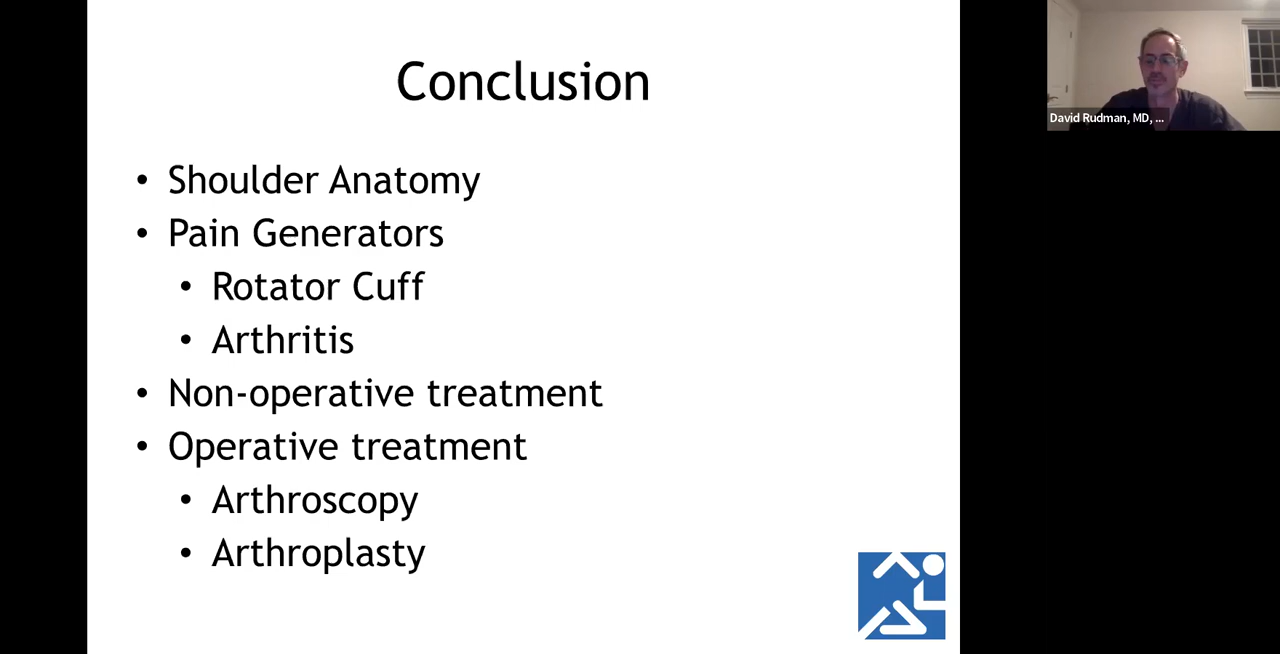 Conclusion
• Shoulder Anatomy
• Pain Generators
• Rotator Cuff
• Arthritis
• Non-operative treatment
• Operative treatment
• Arthroscopy
• Arthroplasty
David Rudman, MD, ...